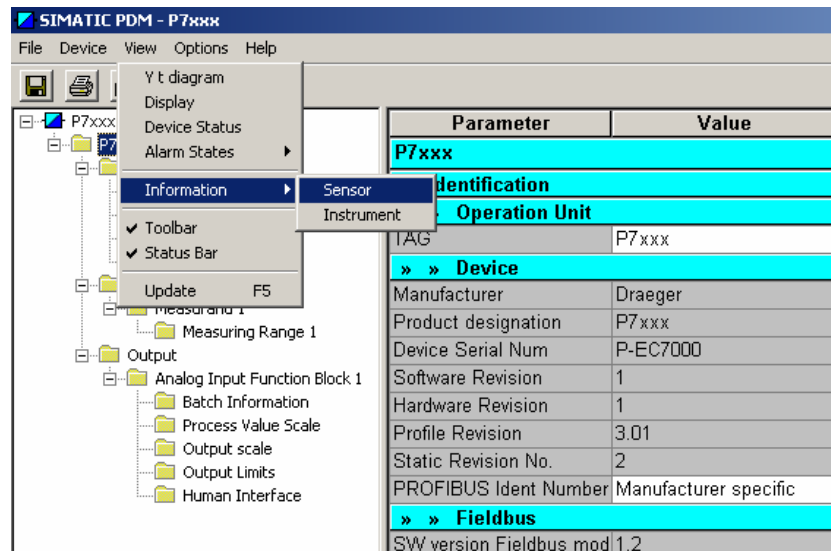 SIMATIC PDM - P7xxx
File Device View Options Help
Y t diagram
Display
Device Status
Alarm States
Information
Toolbar
Status Bar
Update F5
Sensor
Instrument
P7xxx
P7
Measurand 1
Measuring Range 1
Output
Analog Input Function Block 1
Batch Information
Process Value Scale
Output scale
Output Limits
Human Interface
Parameter Value
P7xxx
dentification
» Operation Unit
TAG P7xxx
» » Device
Manufacturer Draeger
Product designation P7xxx
Device Serial Num P-EC7000
Software Revision 1
Hardware Revision 1
Profile Revision 3.01
Static Revision No. 2
PROFIBUS Ident Number Manufacturer specific
» » Fieldbus
SW version Fieldbus mod 1.2